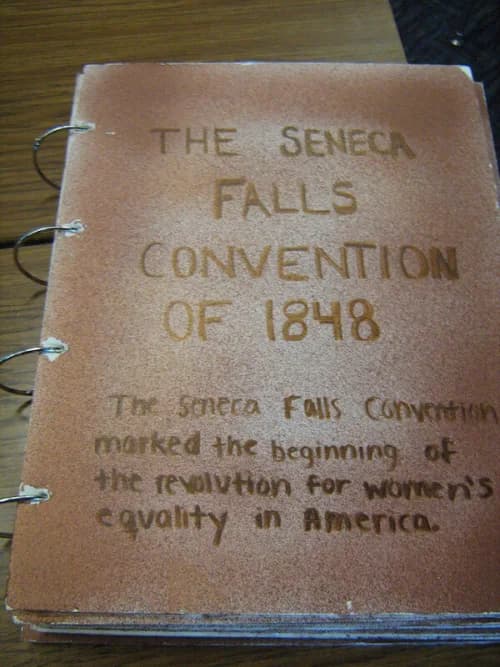 THE SENECA
FALLS
CONVENTION
OF 1848
The Seneca Falls Convention
marked the beginning of
the revolution for women's
equality in America.